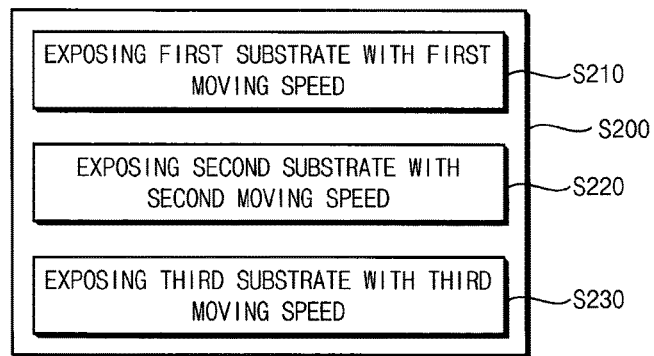 EXPOSING FIRST SUBSTRATE WITH FIRST
MOVING SPEED
S210
S200
EXPOSING SECOND SUBSTRATE WITH
SECOND MOVING SPEED
S220
EXPOSING THIRD SUBSTRATE WITH THIRD
MOVING SPEED
S230